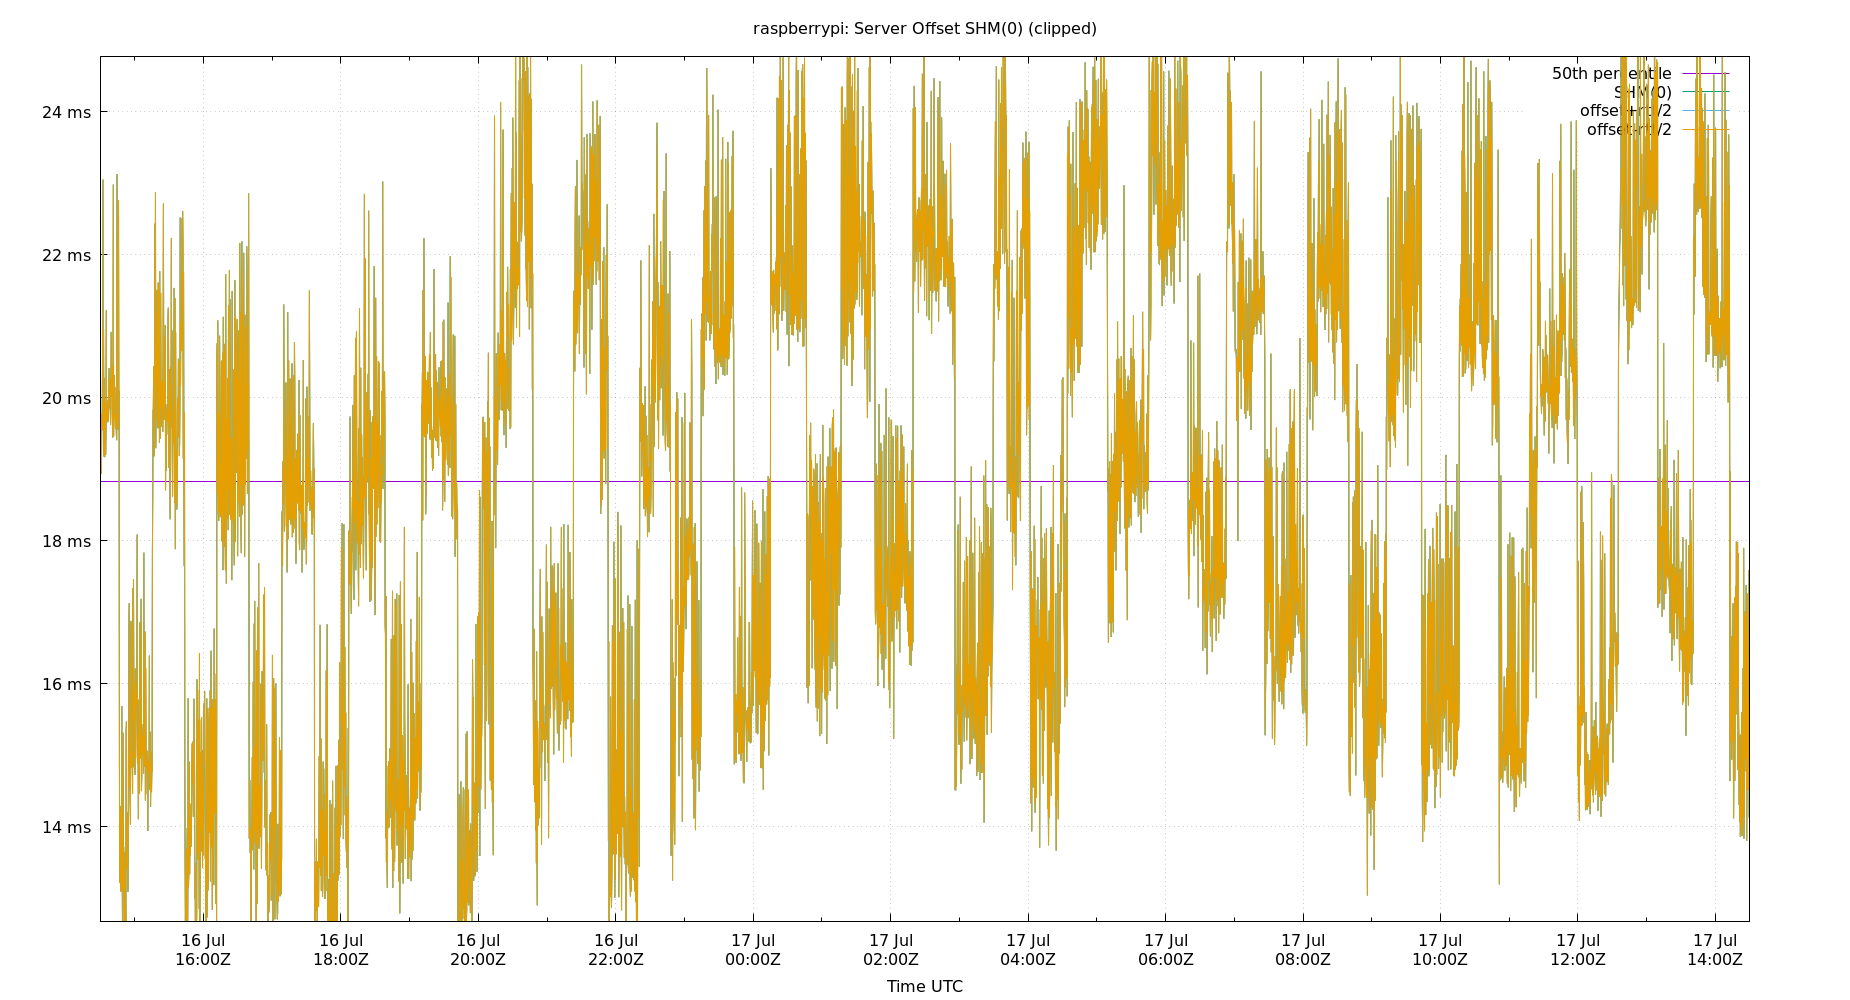 raspberrypi: Server Offset SHM(0) (clipped)
50th percentile
SHM(0)
offset+rtt/2
offset-rtt/2
24 ms
22 ms
20 ms
18 ms
16 ms
14 ms
16 Jul 16 Jul 16 Jul 16 Jul 17 Jul 17 Jul 17 Jul 17 Jul 17 Jul 17 Jul 17 Jul 17 Jul
16:00Z 18:00Z 20:00Z 22:00Z 00:00Z 02:00Z 04:00Z 06:00Z 08:00Z 10:00Z 12:00Z 14:00Z
Time UTC